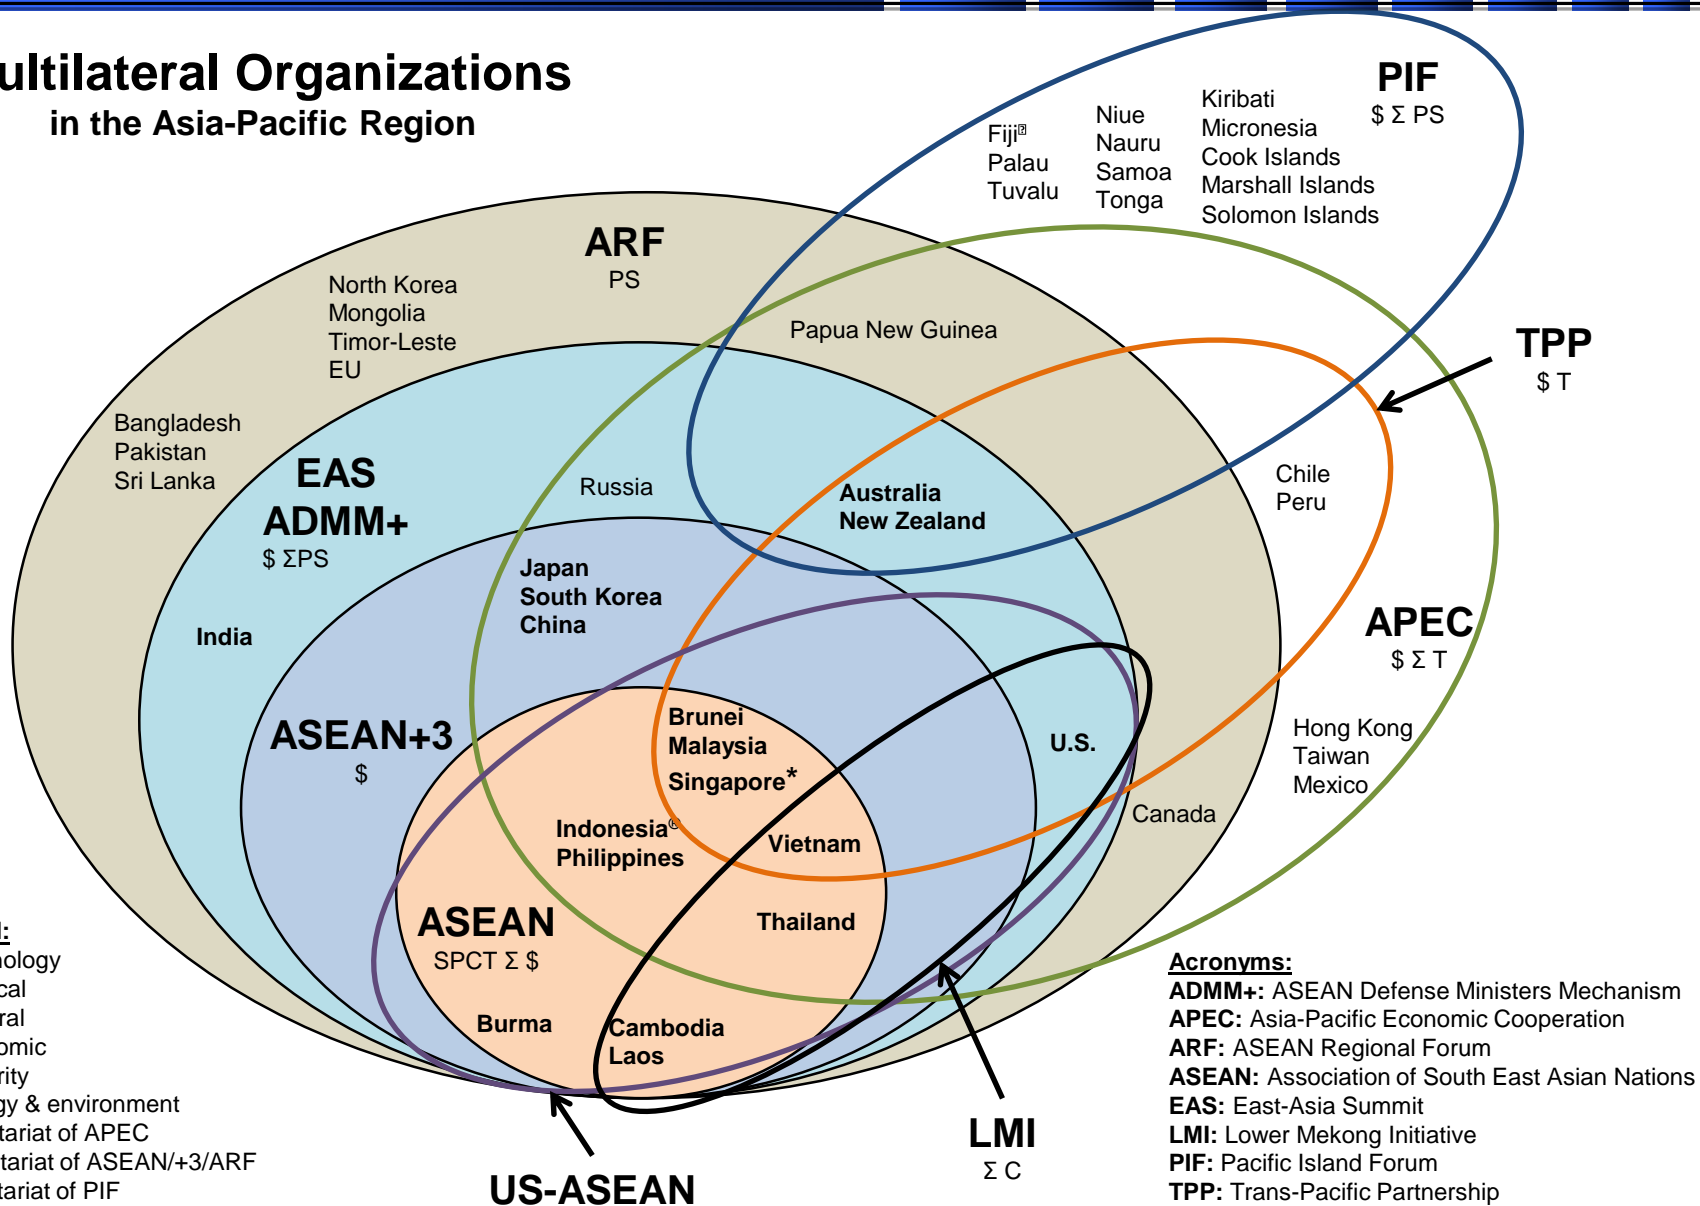 ultilateral Organizations
in the Asia-Pacific Region
PIF
$ Σ PS
Fiji
Palau
Tuvalu
Niue
Nauru
Samoa
Tonga
Kiribati
Micronesia
Cook Islands
Marshall Islands
Solomon Islands
ARF
PS
North Korea
Mongolia
Timor-Leste
EU
Papua New Guinea
TPP
$ T
Bangladesh
Pakistan
Sri Lanka
EAS
ADMM+
$ ΣPS
Russia
Australia
New Zealand
Chile
Peru
Japan
South Korea
China
India
APEC
$ Σ T
ASEAN+3
$
Brunei
Malaysia
Singapore*
U.S.
Hong Kong
Taiwan
Mexico
Canada
Indonesia®
Philippines
Vietnam
ASEAN
SPCT Σ $
Thailand
Burma
Cambodia
Laos
nology
cal
ral
omic
rity
gy & environment
tariat of APEC
tariat of ASEAN/+3/ARF
tariat of PIF
US-ASEAN
LMI
Σ C
Acronyms:
ADMM+: ASEAN Defense Ministers Mechanism
APEC: Asia-Pacific Economic Cooperation
ARF: ASEAN Regional Forum
ASEAN: Association of South East Asian Nations
EAS: East-Asia Summit
LMI: Lower Mekong Initiative
PIF: Pacific Island Forum
TPP: Trans-Pacific Partnership